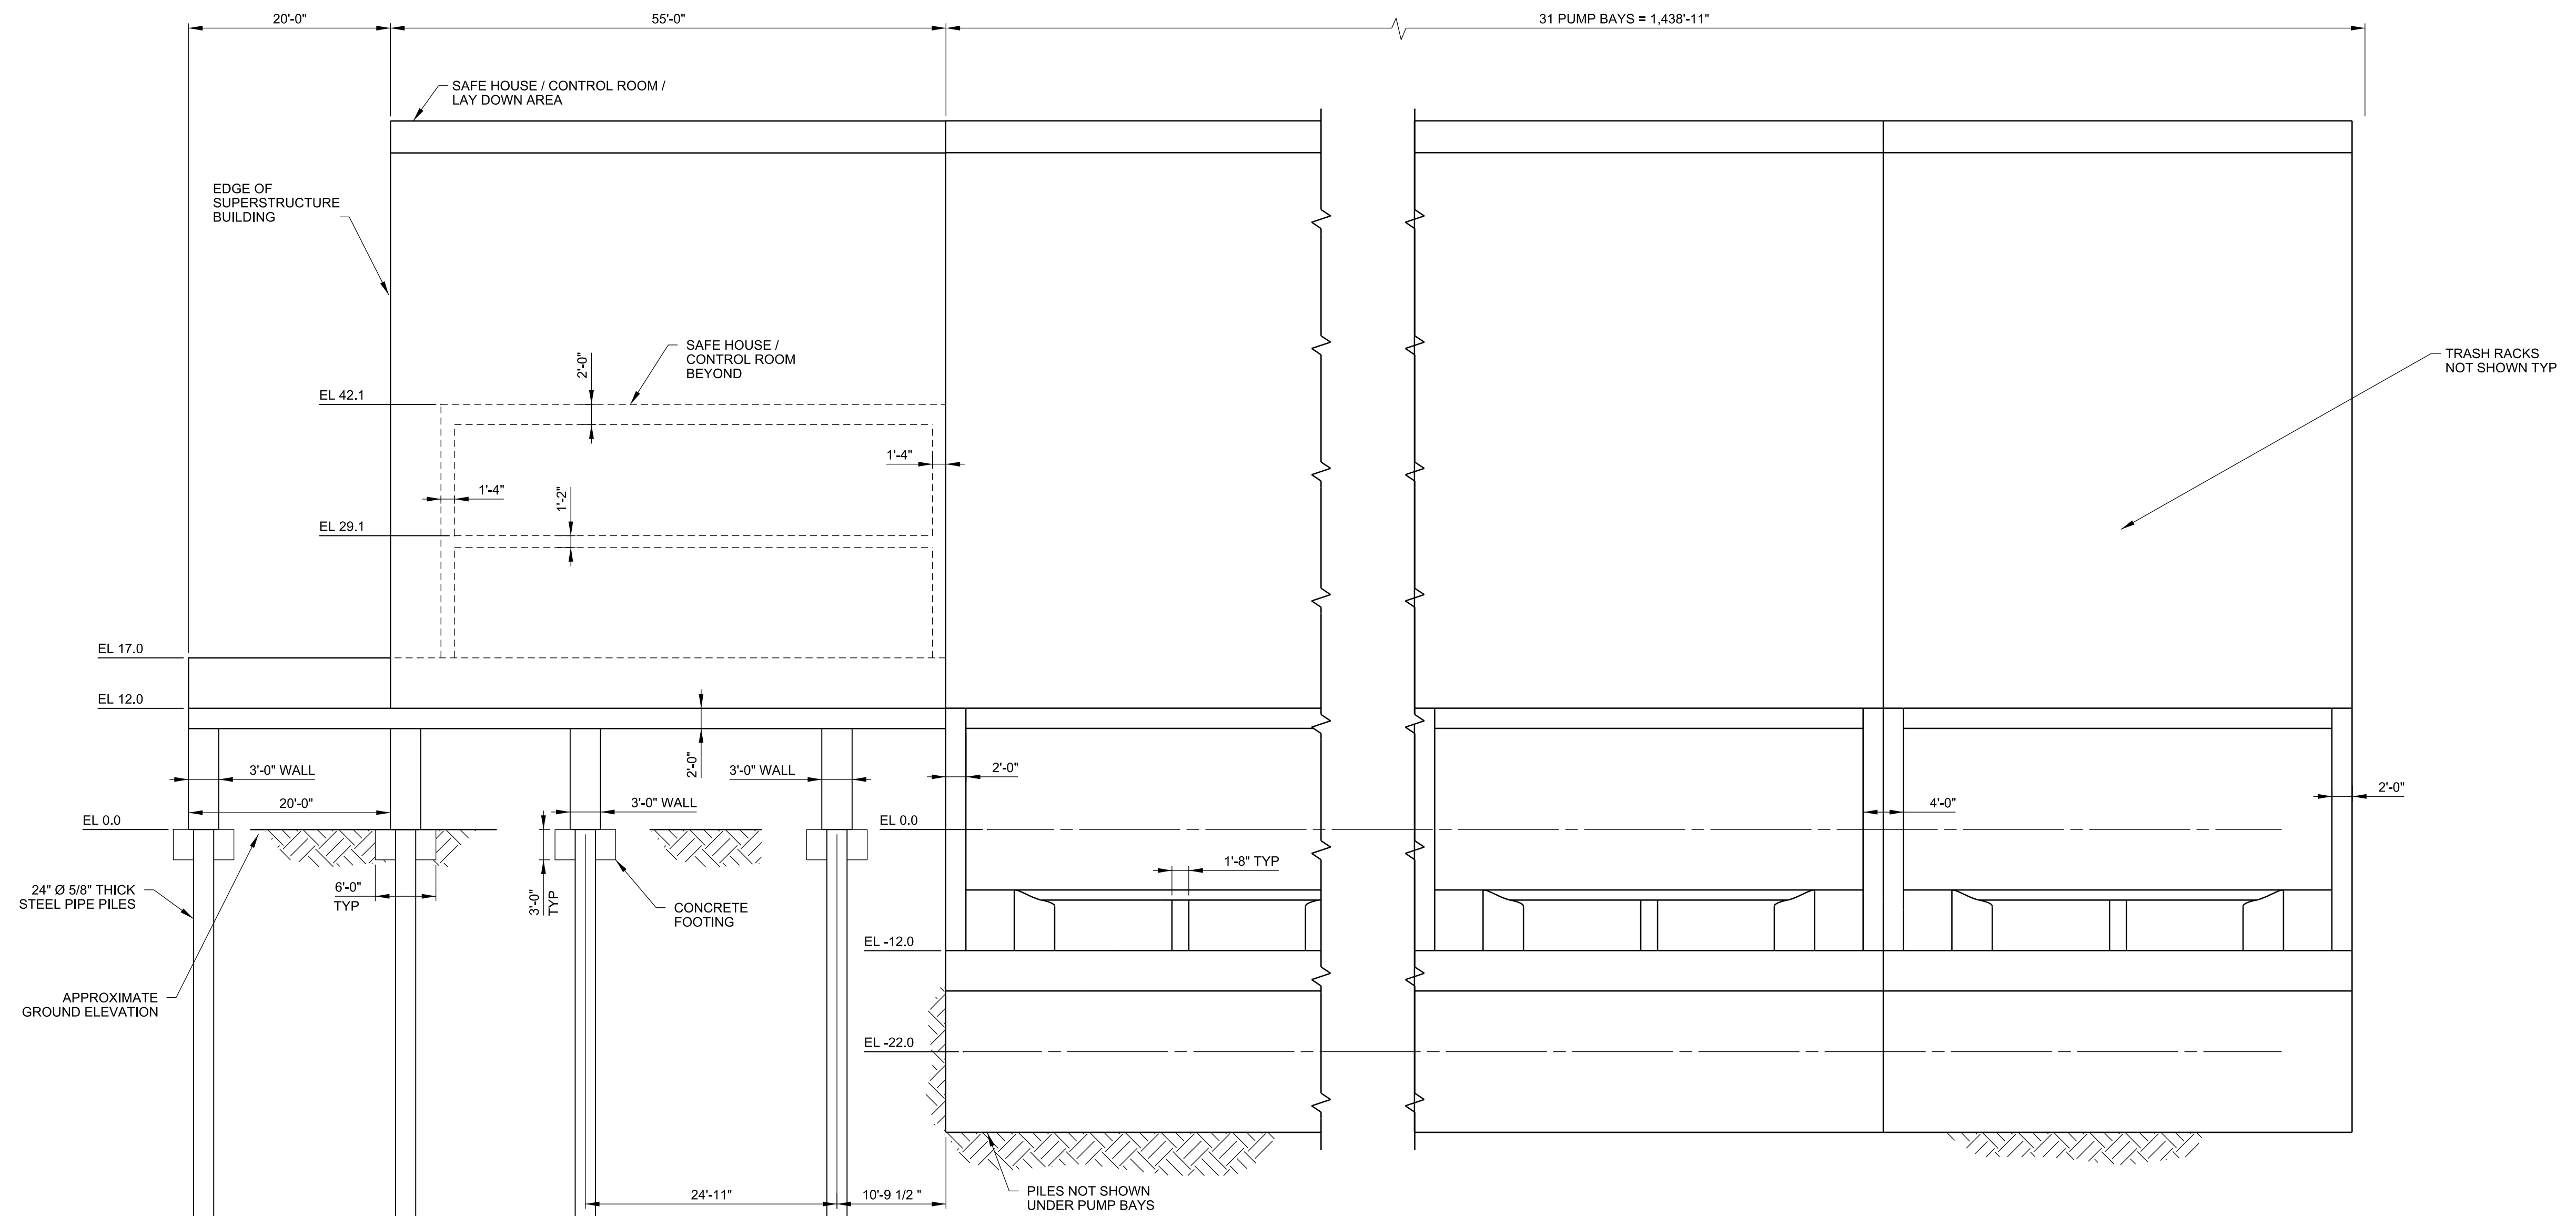 20'-0"
55'-0"
31 PUMP BAYS = 1,438'-11"
SAFE HOUSE / CONTROL ROOM /
LAY DOWN AREA
EDGE OF
SUPERSTRUCTURE
BUILDING
SAFE HOUSE /
CONTROL ROOM
BEYOND
2'-0"
TRASH RACKS
NOT SHOWN TYP
EL 42.1
1'-4"
1'-4"
1'-2"
EL 29.1
EL 17.0
EL 12.0
2'-0"
3'-0" WALL
3'-0" WALL
2'-0"
2'-0"
20'-0"
3'-0" WALL
4'-0"
EL 0.0
EL 0.0
1'-8" TYP
24" Ø 5/8" THICK
STEEL PIPE PILES
6'-0"
TYP
3'-0"
TYP
CONCRETE
FOOTING
EL -12.0
APPROXIMATE
GROUND ELEVATION
EL -22.0
24'-11"
10'-9 1/2 "
PILES NOT SHOWN
UNDER PUMP BAYS